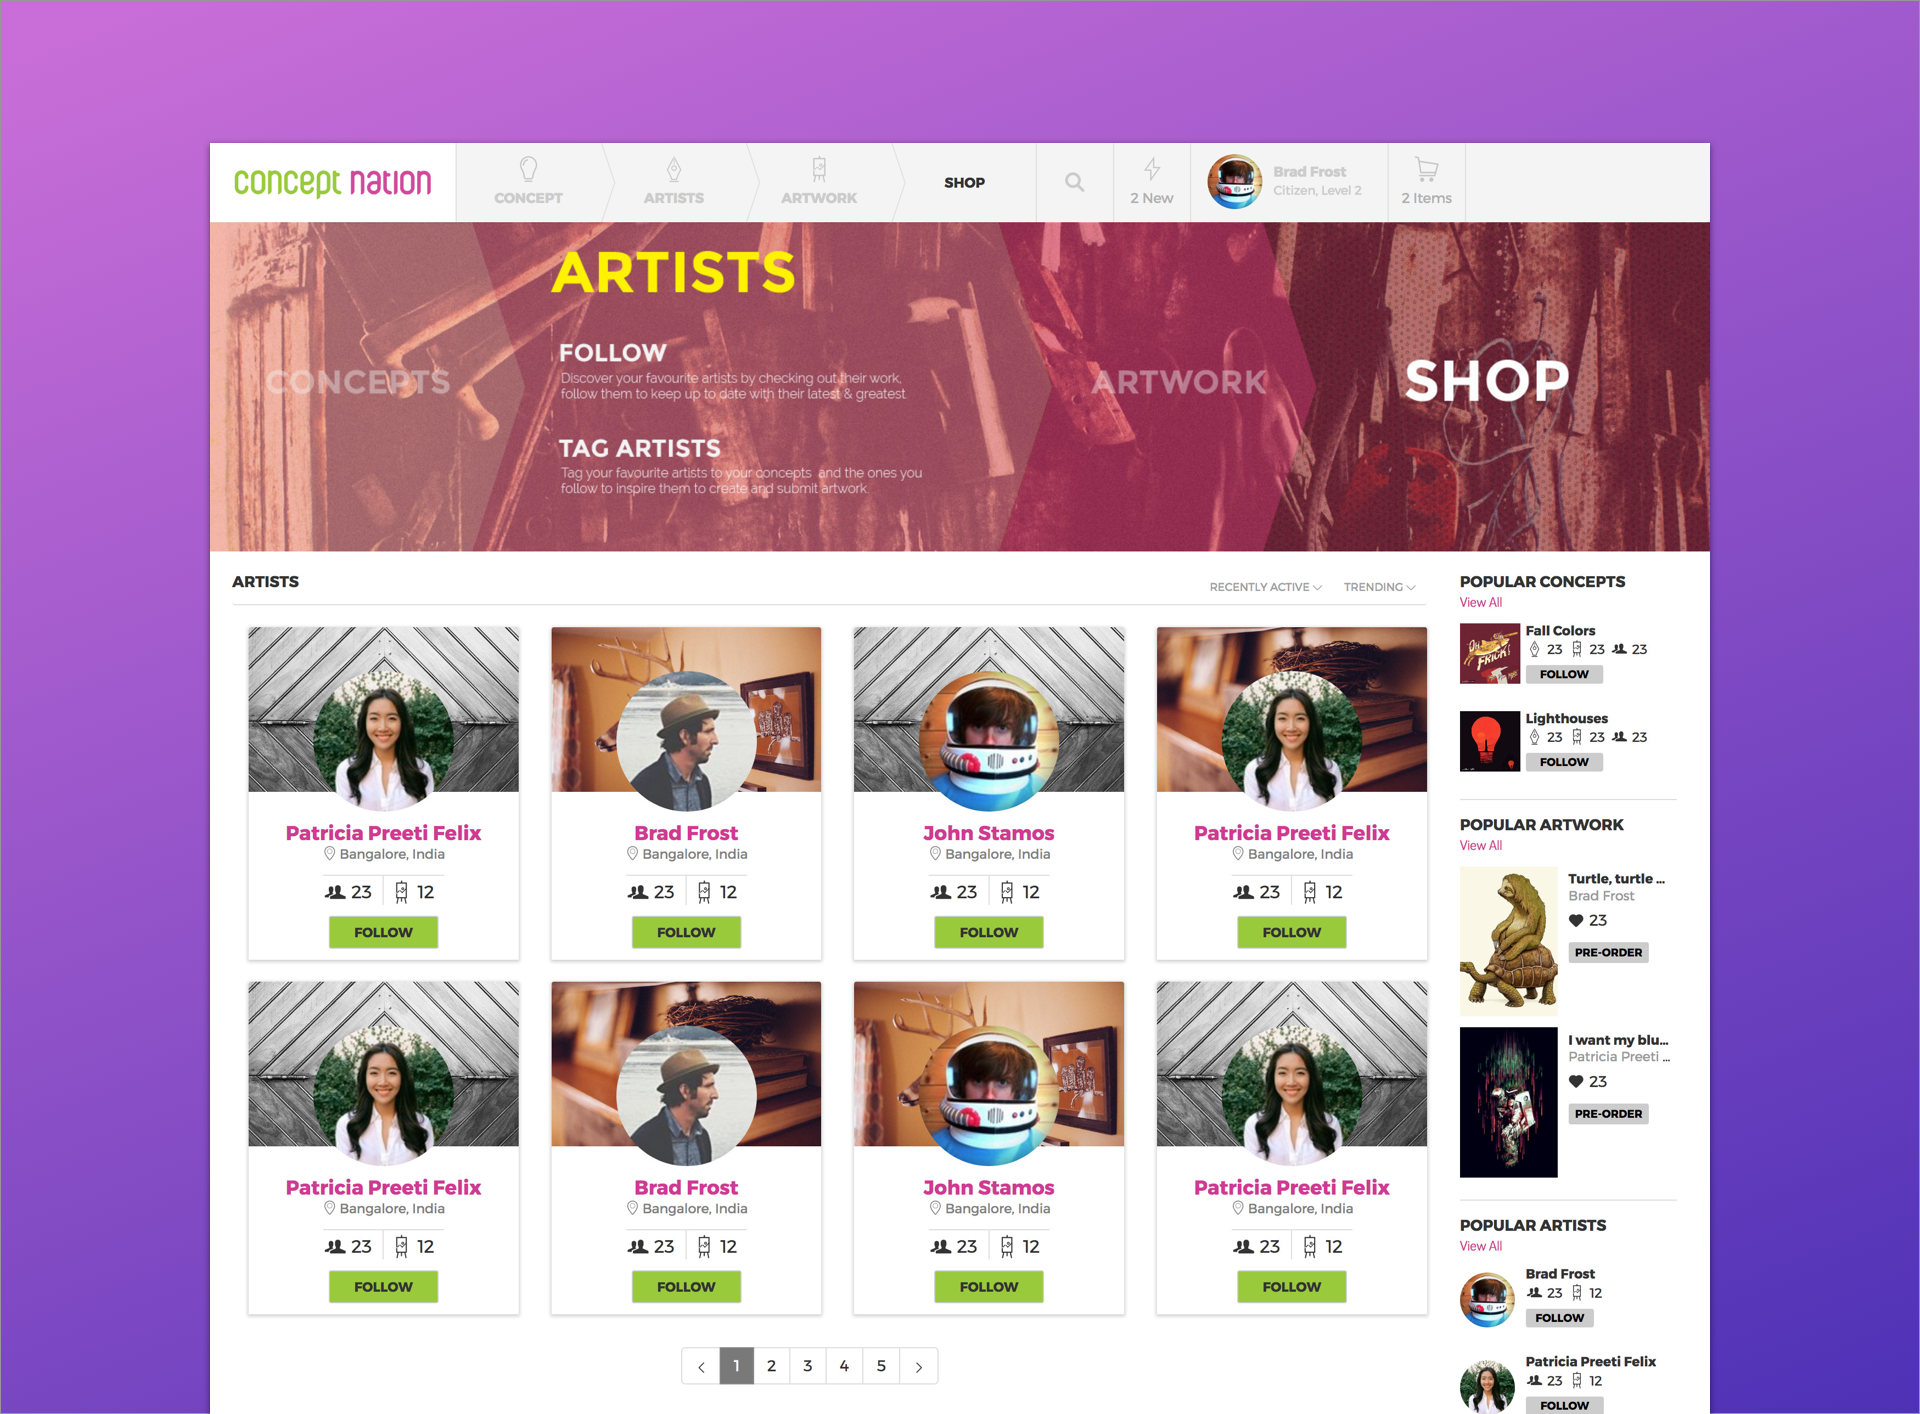 concept nation
CONCEPT
ARTISTS
ARTWORK
SHOP
2 New
Brad Frost
Citizen, Level 2
2 Items
CONCEPTS
ARTISTS
FOLLOW
Discover your favourite artists by checking out their work,
follow them to keep up to date with their latest & greatest.
TAG ARTISTS
Tag your favourite artists to your concepts and the ones you
follow to inspire them to create and submit artwork.
ARTWORK
SHOP
ARTISTS
RECENTLY ACTIVE
TRENDING
Patricia Preeti Felix
Bangalore, India
23 12
FOLLOW
Brad Frost
Bangalore, India
23 12
FOLLOW
John Stamos
Bangalore, India
23 12
FOLLOW
Patricia Preeti Felix
Bangalore, India
23 12
FOLLOW
Patricia Preeti Felix
Bangalore, India
23 12
FOLLOW
Brad Frost
Bangalore, India
23 12
FOLLOW
John Stamos
Bangalore, India
23 12
FOLLOW
Patricia Preeti Felix
Bangalore, India
23 12
FOLLOW
< 1 2 3 4 5 >
POPULAR CONCEPTS
View All
OH FRICK!
Fall Colors
23 23 23
FOLLOW
Lighthouses
23 23 23
FOLLOW
POPULAR ARTWORK
View All
Turtle, turtle ...
Brad Frost
23
PRE-ORDER
I want my blu...
Patricia Preeti ...
23
PRE-ORDER
POPULAR ARTISTS
View All
Brad Frost
23 12
FOLLOW
Patricia Preeti Felix
23 12
FOLLOW